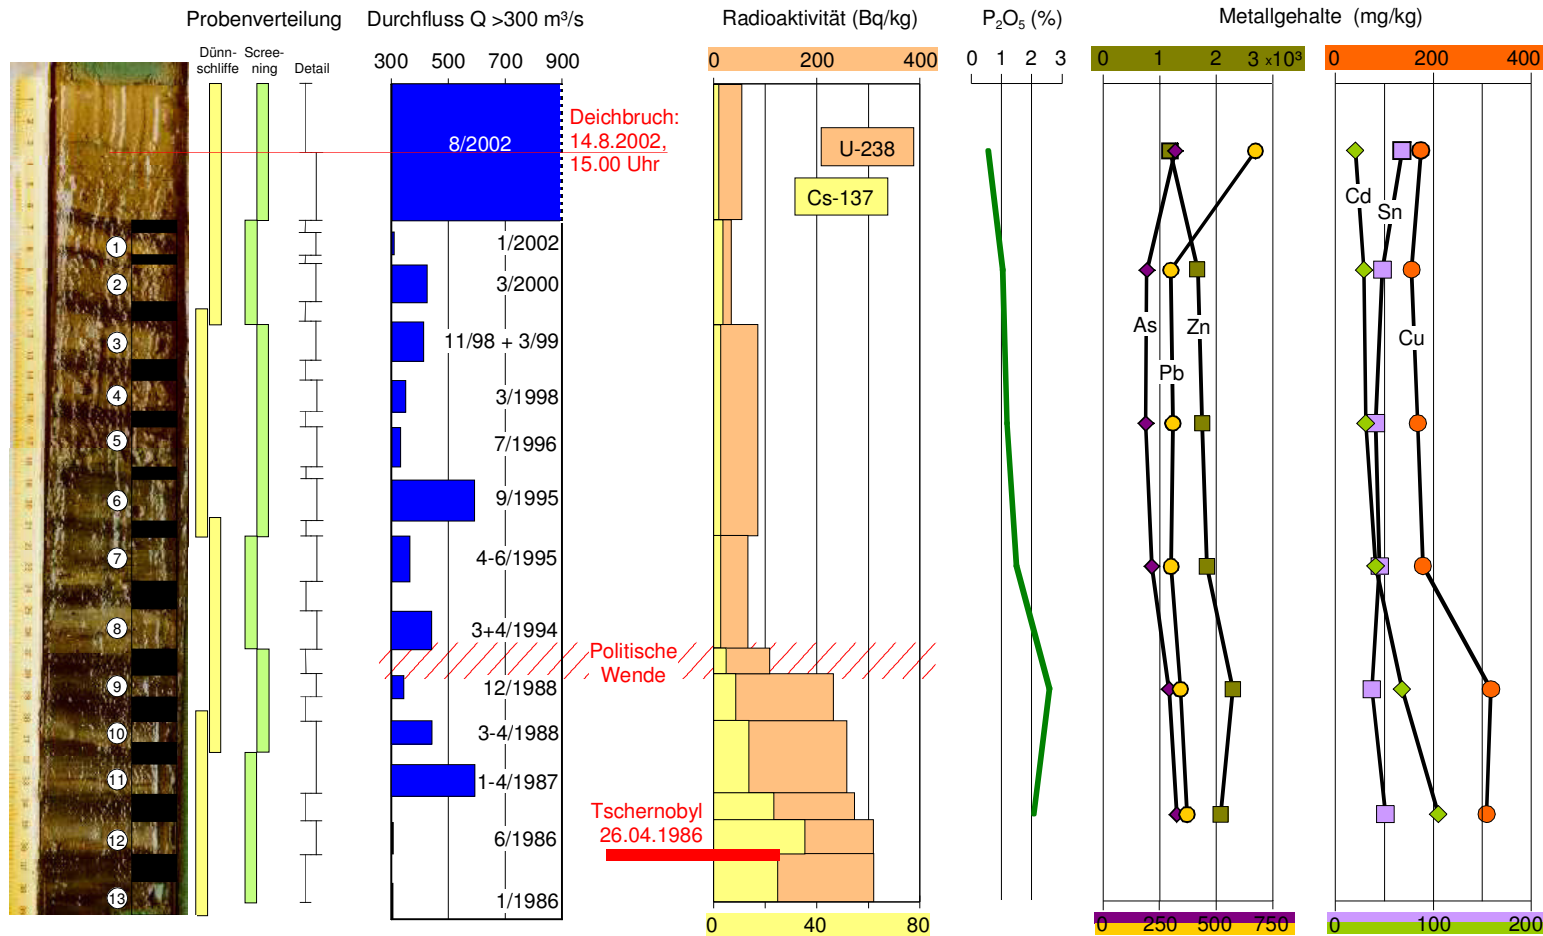 Probenverteilung
Durchfluss Q >300 m³/s
Radioaktivität (Bq/kg)
P₂O₅ (%)
Metallgehalte (mg/kg)
Dünn-
schliffe
Scree-
ning
Detail
300 500 700 900
0 200 400
0 1 2 3
0 1 2 3 x10³
0 200 400
8/2002
Deichbruch:
14.8.2002,
15.00 Uhr
U-238
Cs-137
Cd
Sn
1 1/2002
2 3/2000
3 11/98 + 3/99
As Zn Cu
Pb
4 3/1998
5 7/1996
6 9/1995
7 4-6/1995
8 3+4/1994
Politische
Wende
9 12/1988
10 3-4/1988
11 1-4/1987
Tschernobyl
26.04.1986
12 6/1986
13 1/1986
0 40 80
0 250 500 750
0 100 200